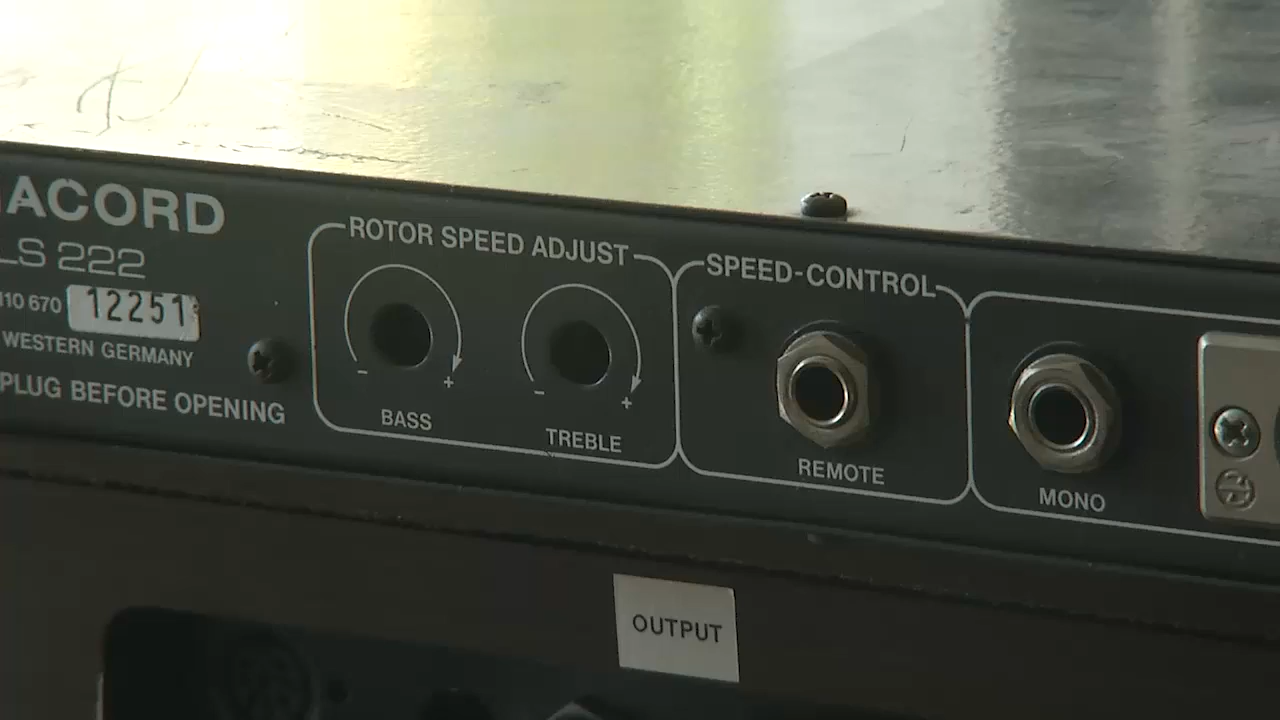 ACORD
LS 222
110 670 12251
WESTERN GERMANY
PLUG BEFORE OPENING
ROTOR SPEED ADJUST
- +
BASS
- +
TREBLE
SPEED-CONTROL
REMOTE
MONO
OUTPUT